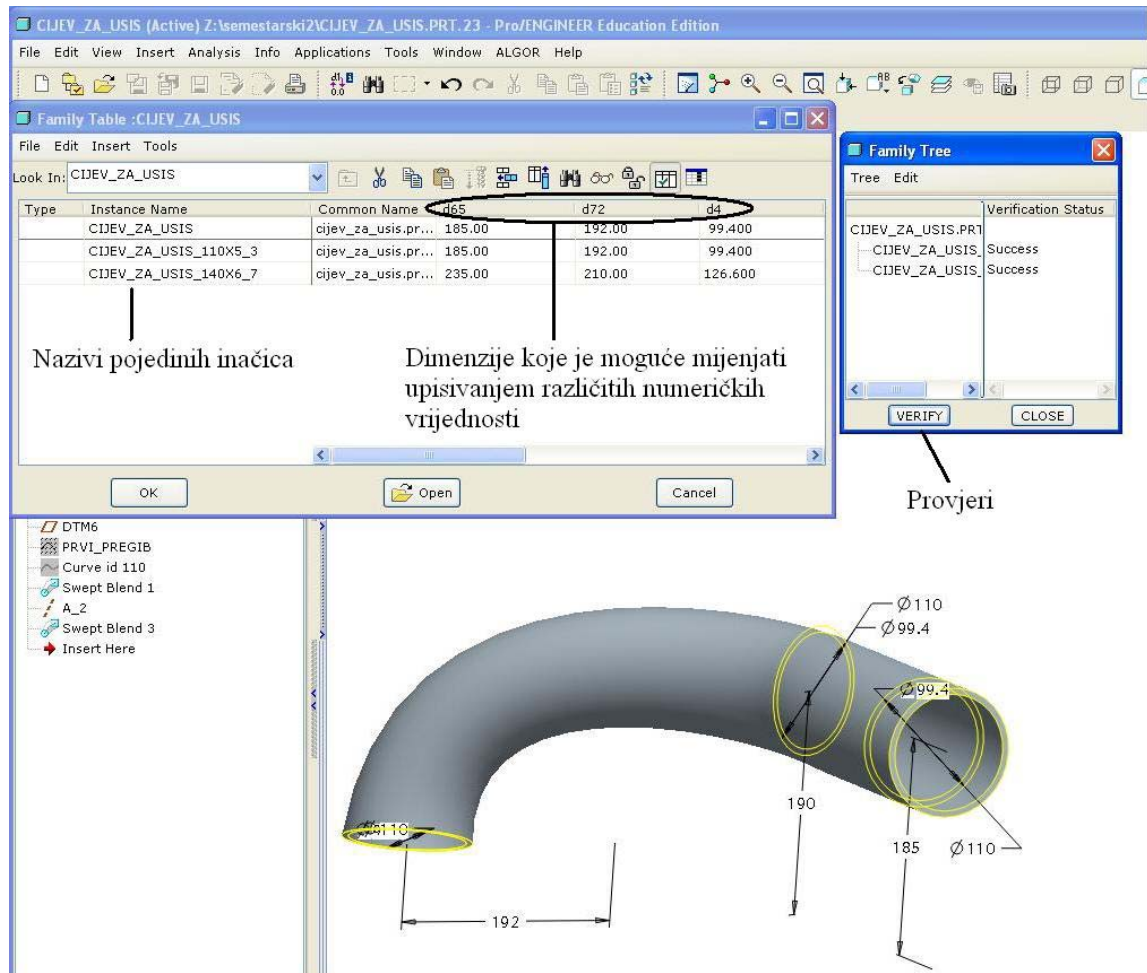 CIJEV_ZA_USIS (Active) Z:\semestarski2\CIJEV_ZA_USIS.PRT.23 - Pro/ENGINEER Education Edition
File Edit View Insert Analysis Info Applications Tools Window ALGOR Help
Family Table :CIJEV_ZA_USIS
File Edit Insert Tools
Look In: CIJEV_ZA_USIS
Type Instance Name Common Name d65 d72 d4
CIJEV_ZA_USIS cijev_za_usis.pr... 185.00 192.00 99.400
CIJEV_ZA_USIS_110X5_3 cijev_za_usis.pr... 185.00 192.00 99.400
CIJEV_ZA_USIS_140X6_7 cijev_za_usis.pr... 235.00 210.00 126.600
Nazivi pojedinih inačica
Dimenzije koje je moguće mijenjati
upisivanjem različitih numeričkih
vrijednosti
OK Open Cancel
Family Tree
Tree Edit
Verification Status
CIJEV_ZA_USIS.PRT
CIJEV_ZA_USIS_ Success
CIJEV_ZA_USIS_ Success
VERIFY CLOSE
Provjeri
DTM6
PRVI_PREGIB
Curve id 110
Swept Blend 1
A_2
Swept Blend 3
Insert Here
Ø110
Ø99.4
Ø99.4
190
185
Ø110
110
192